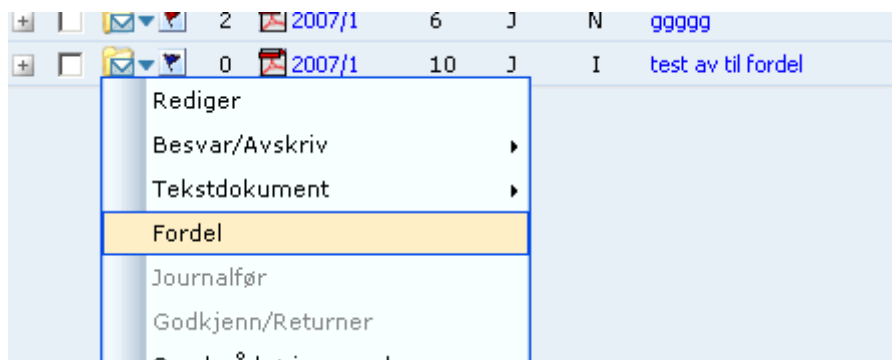 2 2007/1 6 J N ggggg
0 2007/1 10 J I test av til fordel
Rediger
Besvar/Avskriv
Tekstdokument
Fordel
Journalfør
Godkjenn/Returner